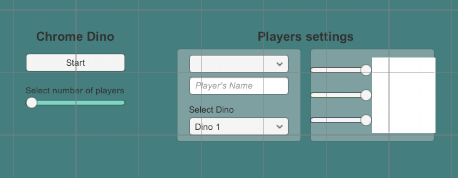 Chrome Dino
Start
Select number of players
Players settings
Player's Name
Select Dino
Dino 1